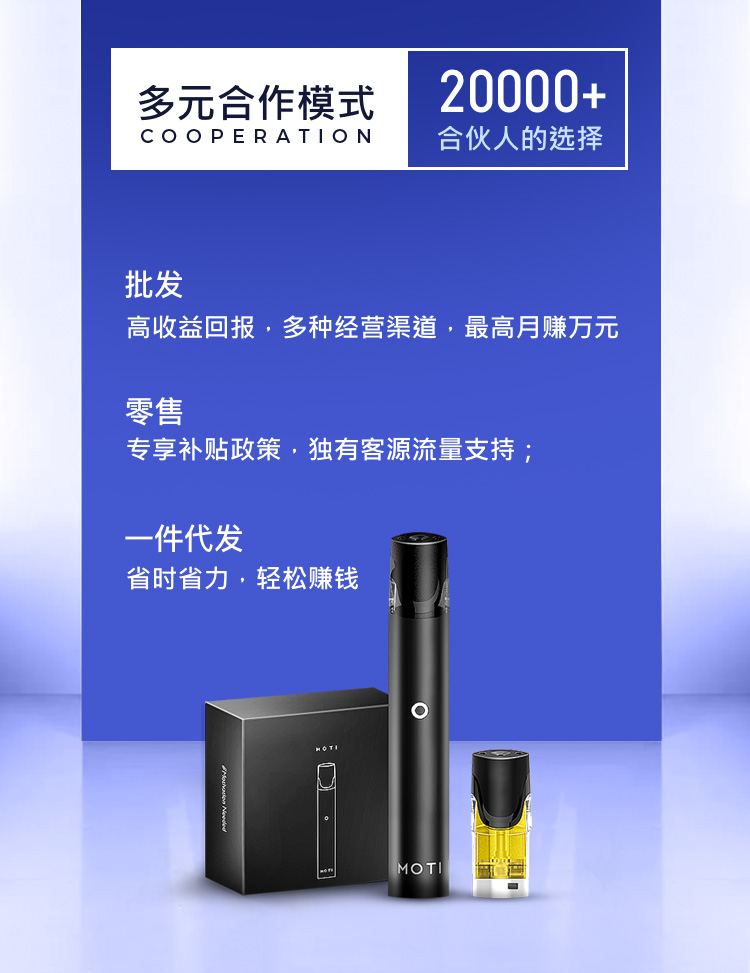 多元合作模式
COOPERATION
20000+
合伙人的选择
批发
高收益回报，多种经营渠道，最高月赚万元
零售
专享补贴政策，独有客源流量支持；
一件代发
省时省力，轻松赚钱
MOTI
MOTI
MOTI